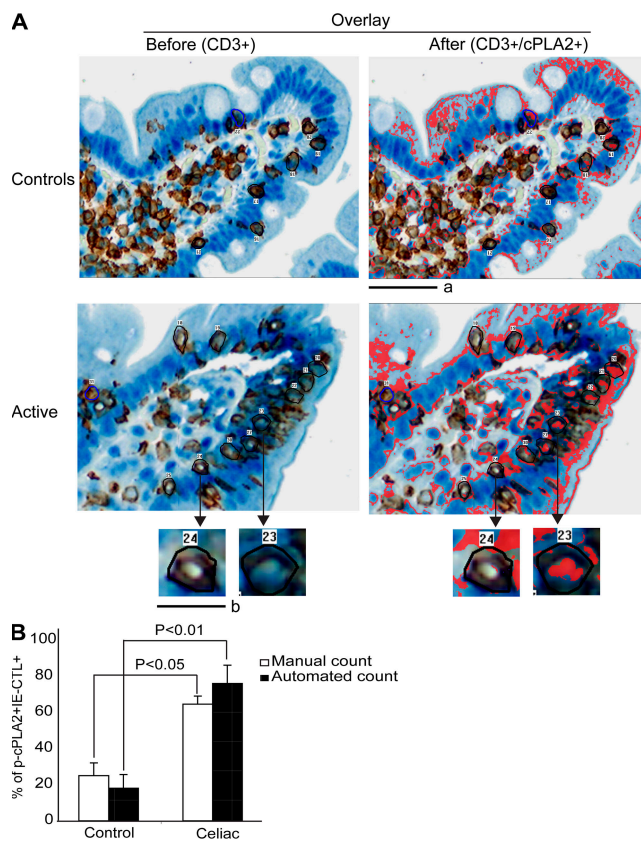 A
Overlay
Before (CD3+) After (CD3+/cPLA2+)
Controls
a
Active
24 23 24 23
b
B
100
80
60
40
20
0
% of p-cPLA2+IE-CTL+
P<0.01
P<0.05
Manual count
Automated count
Control Celiac